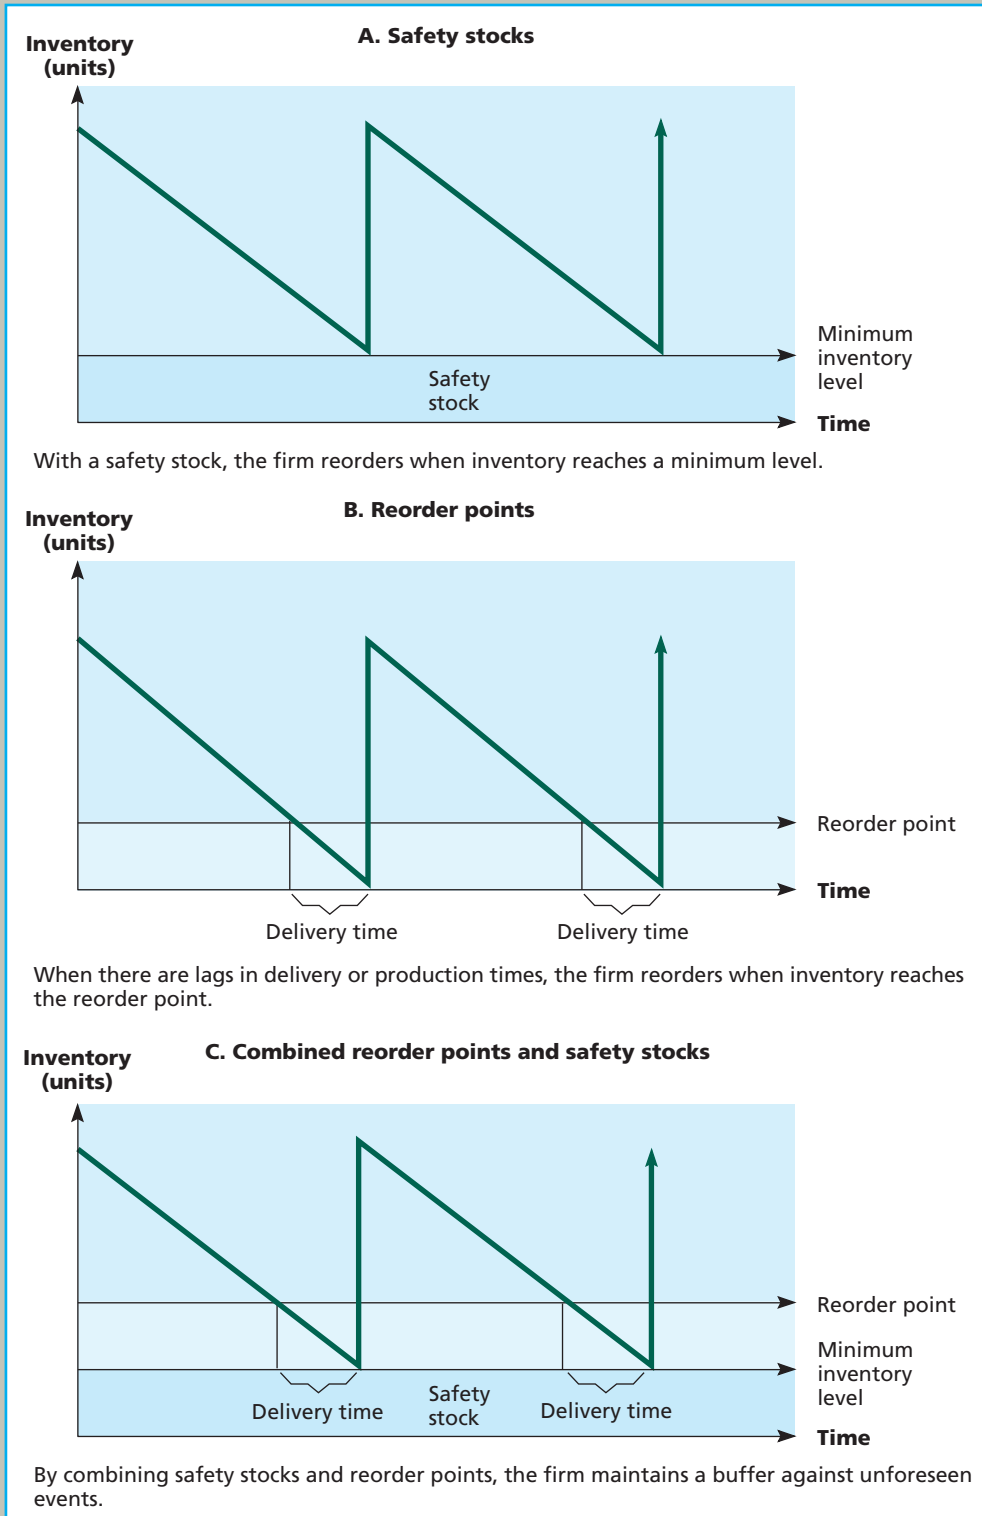 A. Safety stocks
Inventory
(units)
Minimum
inventory
level
Safety
stock
Time
With a safety stock, the firm reorders when inventory reaches a minimum level.
B. Reorder points
Inventory
(units)
Reorder point
Time
Delivery time Delivery time
When there are lags in delivery or production times, the firm reorders when inventory reaches
the reorder point.
C. Combined reorder points and safety stocks
Inventory
(units)
Reorder point
Minimum
inventory
level
Delivery time
Safety
stock
Delivery time
Time
By combining safety stocks and reorder points, the firm maintains a buffer against unforeseen
events.